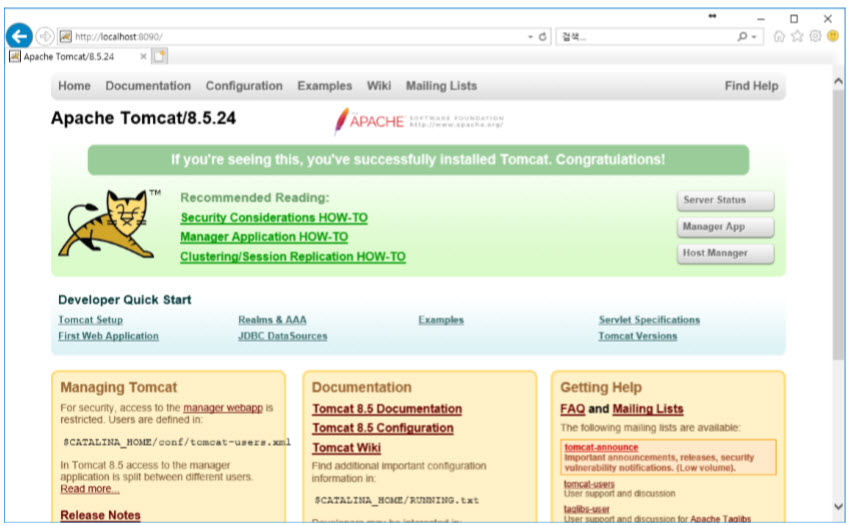 http://localhost:8090/
검색...
Apache Tomcat/8.5.24
Home Documentation Configuration Examples Wiki Mailing Lists Find Help
Apache Tomcat/8.5.24
APACHE SOFTWARE FOUNDATION
http://www.apache.org/
If you're seeing this, you've successfully installed Tomcat. Congratulations!
TM
Recommended Reading:
Security Considerations HOW-TO
Manager Application HOW-TO
Clustering/Session Replication HOW-TO
Server Status
Manager App
Host Manager
Developer Quick Start
Tomcat Setup
First Web Application
Realms & AAA
JDBC DataSources
Examples
Servlet Specifications
Tomcat Versions
Managing Tomcat
For security, access to the manager webapp is
restricted. Users are defined in:
$CATALINA_HOME/conf/tomcat-users.xml
In Tomcat 8.5 access to the manager
application is split between different users.
Read more...
Release Notes
Documentation
Tomcat 8.5 Documentation
Tomcat 8.5 Configuration
Tomcat Wiki
Find additional important configuration
information in:
$CATALINA_HOME/RUNNING.txt
Developers may be interested in:
Getting Help
FAQ and Mailing Lists
The following mailing lists are available:
tomcat-announce
Important announcements, releases, security
vulnerability notifications. (Low volume).
tomcat-users
User support and discussion
taglibs-user
User support and discussion for Apache Taglibs